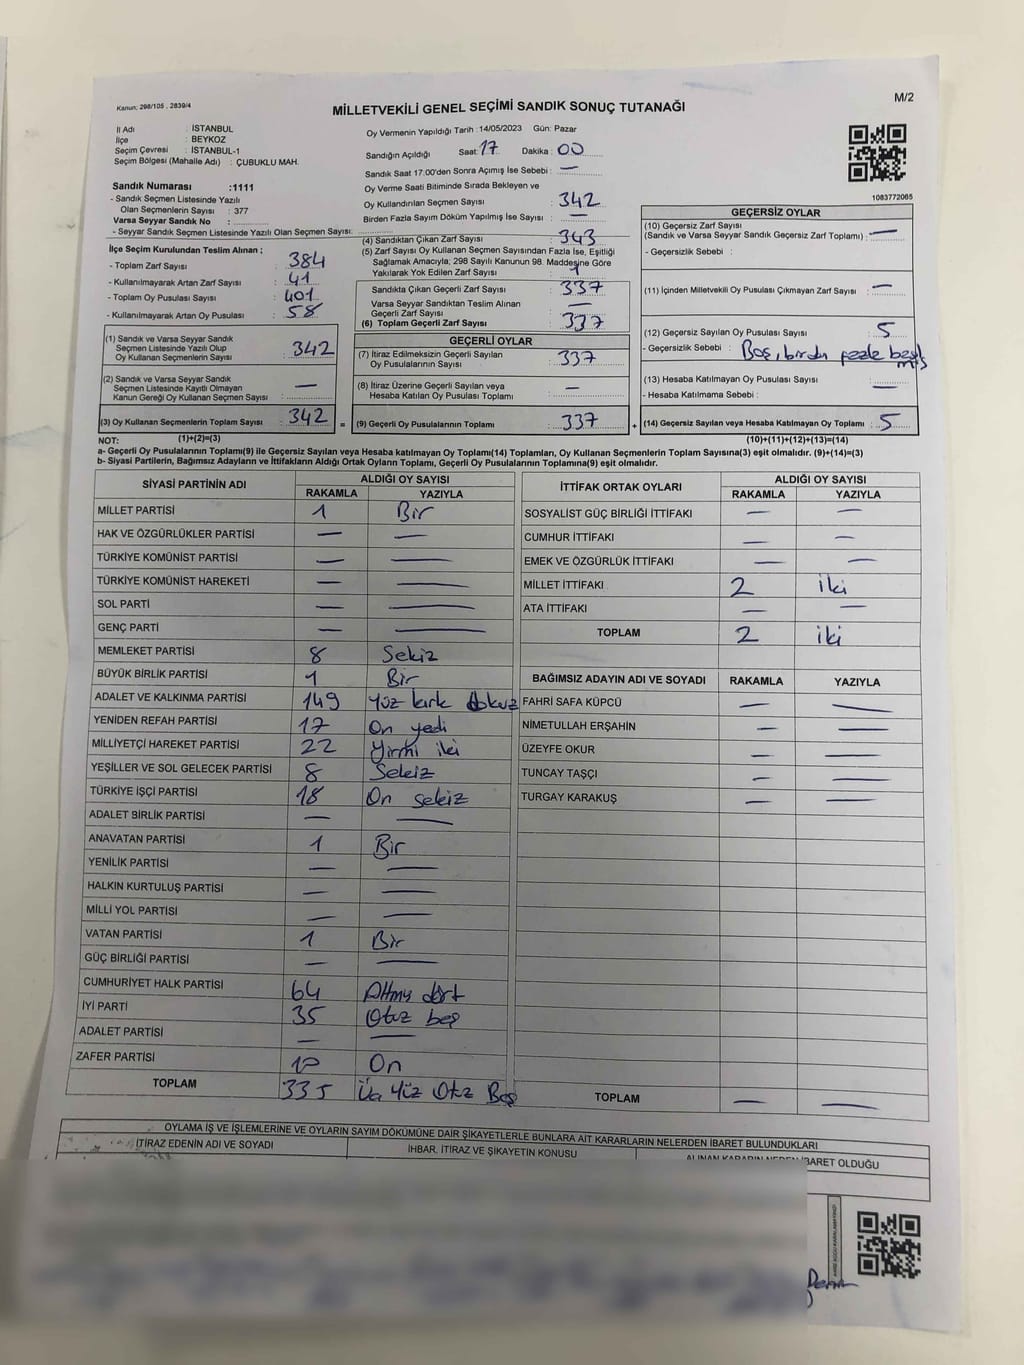 Kanun: 298/105, 2839/4
M/2
MİLLETVEKİLİ GENEL SEÇİMİ SANDIK SONUÇ TUTANAĞI
İl Adı : İSTANBUL
İlçe : BEYKOZ
Seçim Çevresi : İSTANBUL-1
Seçim Bölgesi (Mahalle Adı) : ÇUBUKLU MAH.
Oy Vermenin Yapıldığı Tarih : 14/05/2023 Gün: Pazar
Sandığın Açıldığı Saat: 17 Dakika : 00
Sandık Saat 17:00'den Sonra Açımış İse Sebebi : —
Oy Verme Saati Bitiminde Sırada Bekleyen ve
Oy Kullandırılan Seçmen Sayısı : 342
Birden Fazla Sayım Döküm Yapılmış İse Sayısı : —
1083772065
Sandık Numarası :1111
- Sandık Seçmen Listesinde Yazılı
Olan Seçmenlerin Sayısı : 377
Varsa Seyyar Sandık No :
- Seyyar Sandık Seçmen Listesinde Yazılı Olan Seçmen Sayısı:
İlçe Seçim Kurulundan Teslim Alınan ;
- Toplam Zarf Sayısı : 384
- Kullanılmayarak Artan Zarf Sayısı : 41
- Toplam Oy Pusulası Sayısı : 401
- Kullanılmayarak Artan Oy Pusulası : 58
(1) Sandık ve Varsa Seyyar Sandık
Seçmen Listesinde Yazılı Olup
Oy Kullanan Seçmenlerin Sayısı : 342
(2) Sandık ve Varsa Seyyar Sandık
Seçmen Listesinde Kayıtlı Olmayan
Kanun Gereği Oy Kullanan Seçmen Sayısı : —
(3) Oy Kullanan Seçmenlerin Toplam Sayısı : 342 =
(1)+(2)=(3)
(4) Sandıktan Çıkan Zarf Sayısı : 343
(5) Zarf Sayısı Oy Kullanan Seçmen Sayısından Fazla İse, Eşitliği
Sağlamak Amacıyla; 298 Sayılı Kanunun 98. Maddesine Göre
Yakılarak Yok Edilen Zarf Sayısı : 1
Sandıkta Çıkan Geçerli Zarf Sayısı : 337
Varsa Seyyar Sandıktan Teslim Alınan
Geçerli Zarf Sayısı :
(6) Toplam Geçerli Zarf Sayısı : 337
GEÇERLİ OYLAR
(7) İtiraz Edilmeksizin Geçerli Sayılan
Oy Pusulalarının Sayısı : 337
(8) İtiraz Üzerine Geçerli Sayılan veya
Hesaba Katılan Oy Pusulası Toplamı : —
(9) Geçerli Oy Pusulalarının Toplamı : 337 +
GEÇERSİZ OYLAR
(10) Geçersiz Zarf Sayısı
(Sandık ve Varsa Seyyar Sandık Geçersiz Zarf Toplamı) : —
- Geçersizlik Sebebi :
(11) İçinden Milletvekili Oy Pusulası Çıkmayan Zarf Sayısı : —
(12) Geçersiz Sayılan Oy Pusulası Sayısı : 5
- Geçersizlik Sebebi : Boş, birden fazla basılmış
(13) Hesaba Katılmayan Oy Pusulası Sayısı : —
- Hesaba Katılmama Sebebi :
(14) Geçersiz Sayılan veya Hesaba Katılmayan Oy Toplamı : 5
(10)+(11)+(12)+(13)=(14)
NOT:
a- Geçerli Oy Pusulalarının Toplamı(9) ile Geçersiz Sayılan veya Hesaba katılmayan Oy Toplamı(14) Toplamları, Oy Kullanan Seçmenlerin Toplam Sayısına(3) eşit olmalıdır. (9)+(14)=(3)
b- Siyasi Partilerin, Bağımsız Adayların ve İttifakların Aldığı Ortak Oyların Toplamı, Geçerli Oy Pusulalarının Toplamına(9) eşit olmalıdır.
SİYASİ PARTİNİN ADI ALDIĞI OY SAYISI
RAKAMLA YAZIYLA
MİLLET PARTİSİ 1 Bir
HAK VE ÖZGÜRLÜKLER PARTİSİ — —
TÜRKİYE KOMÜNİST PARTİSİ — —
TÜRKİYE KOMÜNİST HAREKETİ — —
SOL PARTİ — —
GENÇ PARTİ — —
MEMLEKET PARTİSİ 8 Sekiz
BÜYÜK BİRLİK PARTİSİ 1 Bir
ADALET VE KALKINMA PARTİSİ 149 Yüz kırk dokuz
YENİDEN REFAH PARTİSİ 17 On yedi
MİLLİYETÇİ HAREKET PARTİSİ 22 Yirmi iki
YEŞİLLER VE SOL GELECEK PARTİSİ 8 Sekiz
TÜRKİYE İŞÇİ PARTİSİ 18 On sekiz
ADALET BİRLİK PARTİSİ — —
ANAVATAN PARTİSİ 1 Bir
YENİLİK PARTİSİ — —
HALKIN KURTULUŞ PARTİSİ — —
MİLLİ YOL PARTİSİ — —
VATAN PARTİSİ 1 Bir
GÜÇ BİRLİĞİ PARTİSİ — —
CUMHURİYET HALK PARTİSİ 64 Altmış dört
İYİ PARTİ 35 Otuz beş
ADALET PARTİSİ — —
ZAFER PARTİSİ 10 On
TOPLAM 335 Üç Yüz Otuz Beş
İTTİFAK ORTAK OYLARI ALDIĞI OY SAYISI
RAKAMLA YAZIYLA
SOSYALİST GÜÇ BİRLİĞİ İTTİFAKI — —
CUMHUR İTTİFAKI — —
EMEK VE ÖZGÜRLÜK İTTİFAKI — —
MİLLET İTTİFAKI 2 iki
ATA İTTİFAKI — —
TOPLAM 2 iki
BAĞIMSIZ ADAYIN ADI VE SOYADI RAKAMLA YAZIYLA
FAHRİ SAFA KÜPCÜ — —
NİMETULLAH ERŞAHİN — —
ÜZEYFE OKUR — —
TUNCAY TAŞÇI — —
TURGAY KARAKUŞ — —
TOPLAM — —
OYLAMA İŞ VE İŞLEMLERİNE VE OYLARIN SAYIM DÖKÜMÜNE DAİR ŞİKAYETLERLE BUNLARA AİT KARARLARIN NELERDEN İBARET BULUNDUKLARI
İTİRAZ EDENİN ADI VE SOYADI
İHBAR, İTİRAZ VE ŞİKAYETİN KONUSU
ALINAN KARARIN NEDEN İBARET OLDUĞU